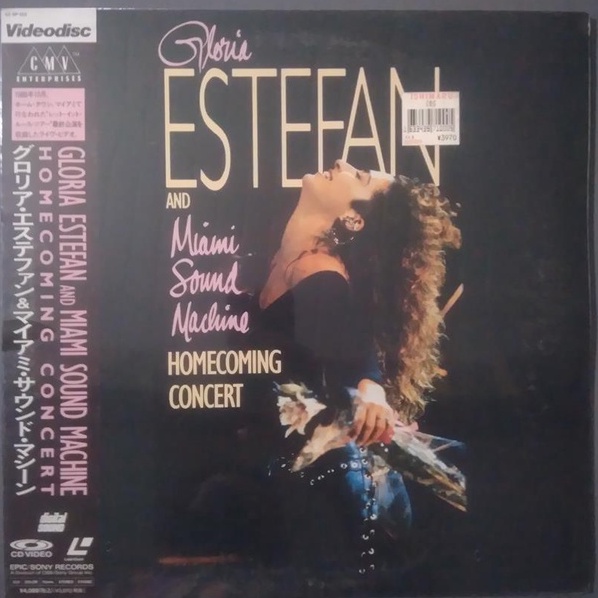 Videodisc
CMV
ENTERPRISES
GLORIA ESTEFAN AND MIAMI SOUND MACHINE
HOMECOMING CONCERT
グロリア・エステファン&マイアミ・サウンド・マシーン
CD VIDEO
EPIC/SONY RECORDS
Gloria
ESTEFAN
AND
Miami
Sound
Machine
HOMECOMING
CONCERT
¥3970